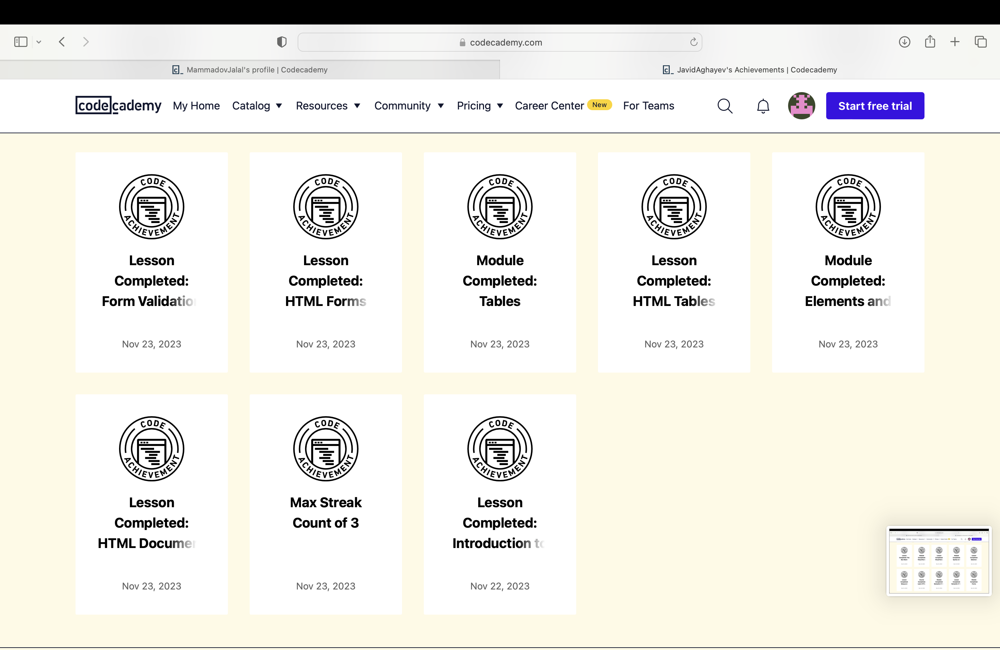 codecademy.com
MammadovJalal's profile | Codecademy
JavidAghayev's Achievements | Codecademy
codecademy My Home Catalog Resources Community Pricing Career Center New For Teams Start free trial
CODE ACHIEVEMENT
Lesson
Completed:
Form Validation
Nov 23, 2023
CODE ACHIEVEMENT
Lesson
Completed:
HTML Forms
Nov 23, 2023
CODE ACHIEVEMENT
Module
Completed:
Tables
Nov 23, 2023
CODE ACHIEVEMENT
Lesson
Completed:
HTML Tables
Nov 23, 2023
CODE ACHIEVEMENT
Module
Completed:
Elements and
Nov 23, 2023
CODE ACHIEVEMENT
Lesson
Completed:
HTML Documen
Nov 23, 2023
CODE ACHIEVEMENT
Max Streak
Count of 3
Nov 23, 2023
CODE ACHIEVEMENT
Lesson
Completed:
Introduction to
Nov 22, 2023